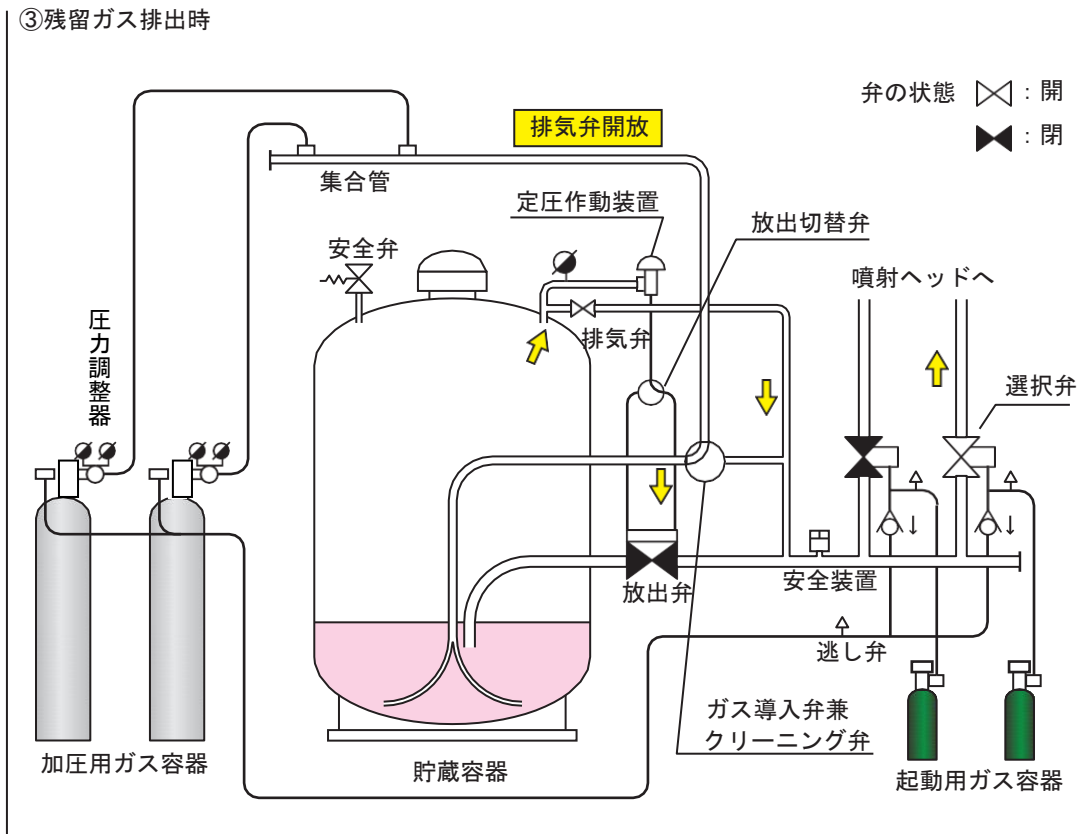 ③残留ガス排出時
弁の状態 ：開
：閉
排気弁開放
集合管
定圧作動装置
放出切替弁
安全弁
噴射ヘッドへ
圧力調整器
排気弁
選択弁
放出弁
安全装置
逃し弁
ガス導入弁兼
クリーニング弁
加圧用ガス容器
貯蔵容器
起動用ガス容器